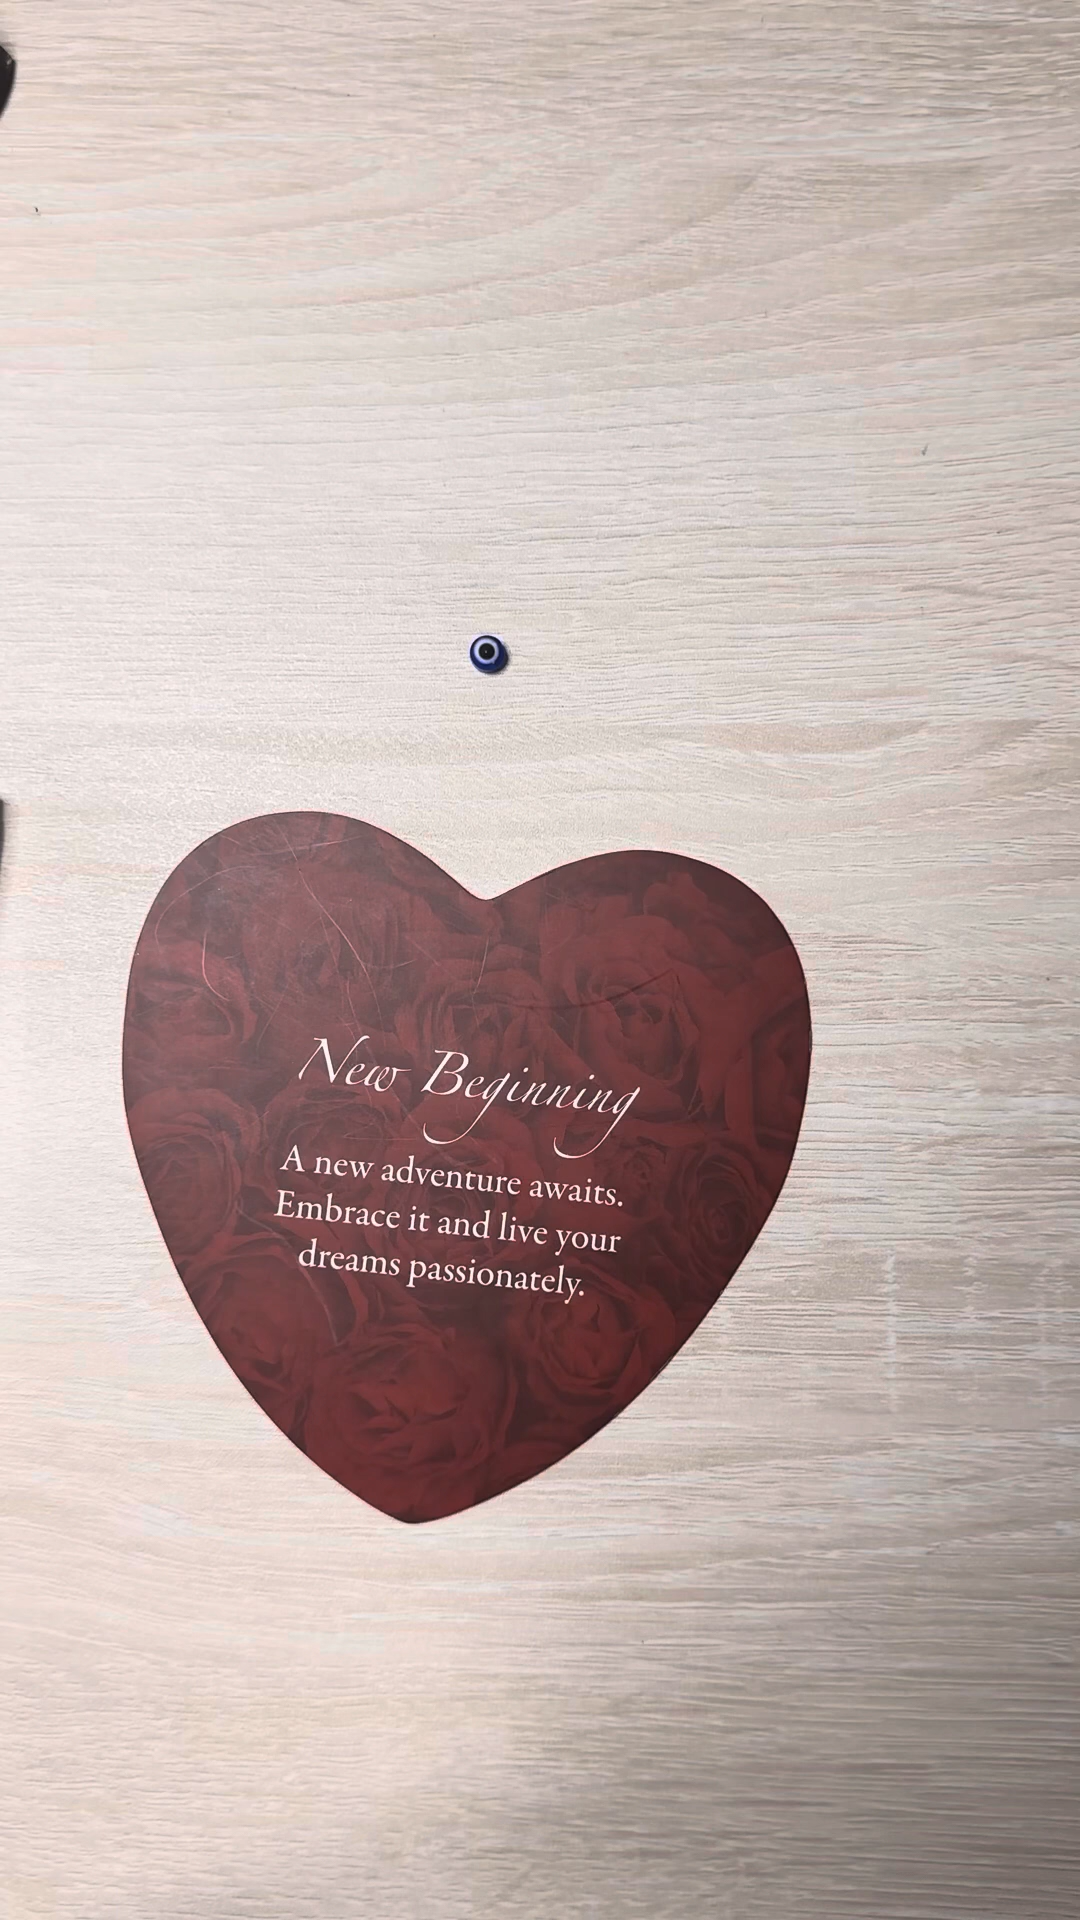 New Beginning
A new adventure awaits.
Embrace it and live your
dreams passionately.